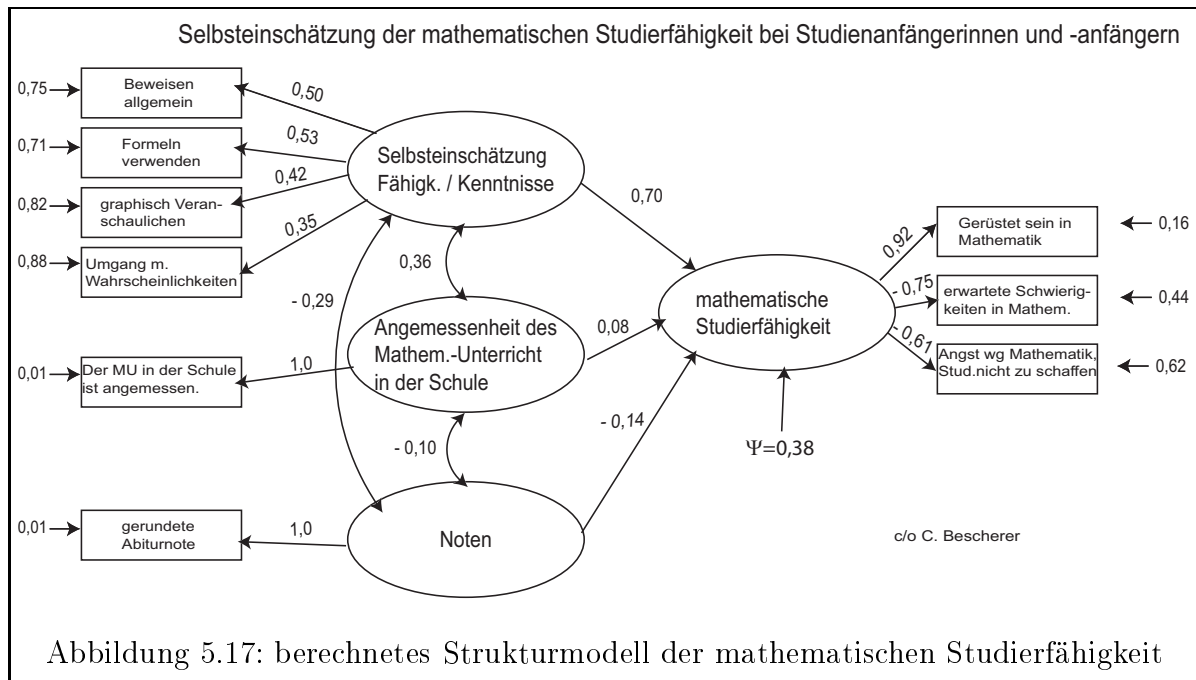 Selbsteinschätzung der mathematischen Studierfähigkeit bei Studienanfängerinnen und -anfängern
0,75
Beweisen
allgemein
0,50
0,71
Formeln
verwenden
0,53
0,82
graphisch Veran-
schaulichen
0,42
0,88
Umgang m.
Wahrscheinlichkeiten
0,35
Selbsteinschätzung
Fähigk. / Kenntnisse
0,70
0,36
- 0,29
0,01
Der MU in der Schule
ist angemessen.
1,0
Angemessenheit des
Mathem.-Unterricht
in der Schule
0,08
- 0,10
0,01
gerundete
Abiturnote
1,0
Noten
- 0,14
mathematische
Studierfähigkeit
Ψ=0,38
0,92
Gerüstet sein in
Mathematik
0,16
- 0,75
erwartete Schwierig-
keiten in Mathem.
0,44
- 0,61
Angst wg Mathematik,
Stud.nicht zu schaffen
0,62
c/o C. Bescherer
Abbildung 5.17: berechnetes Strukturmodell der mathematischen Studierfähigkeit